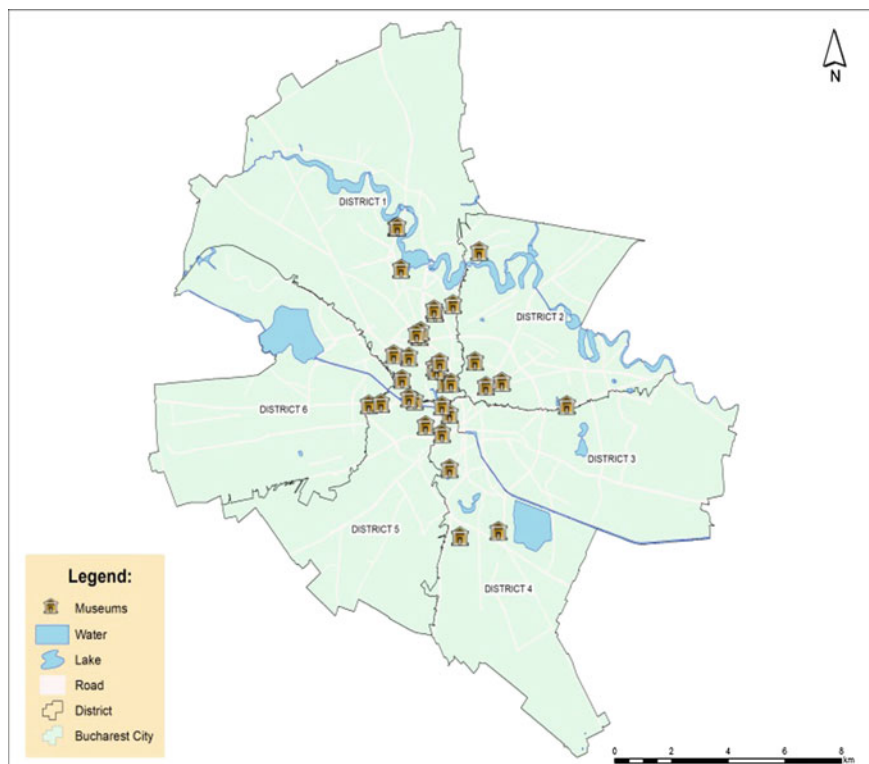 N
DISTRICT 1
DISTRICT 2
DISTRICT 6
DISTRICT 3
DISTRICT 5
DISTRICT 4
Legend:
Museums
Water
Lake
Road
District
Bucharest City
0 2 4 6 8
km